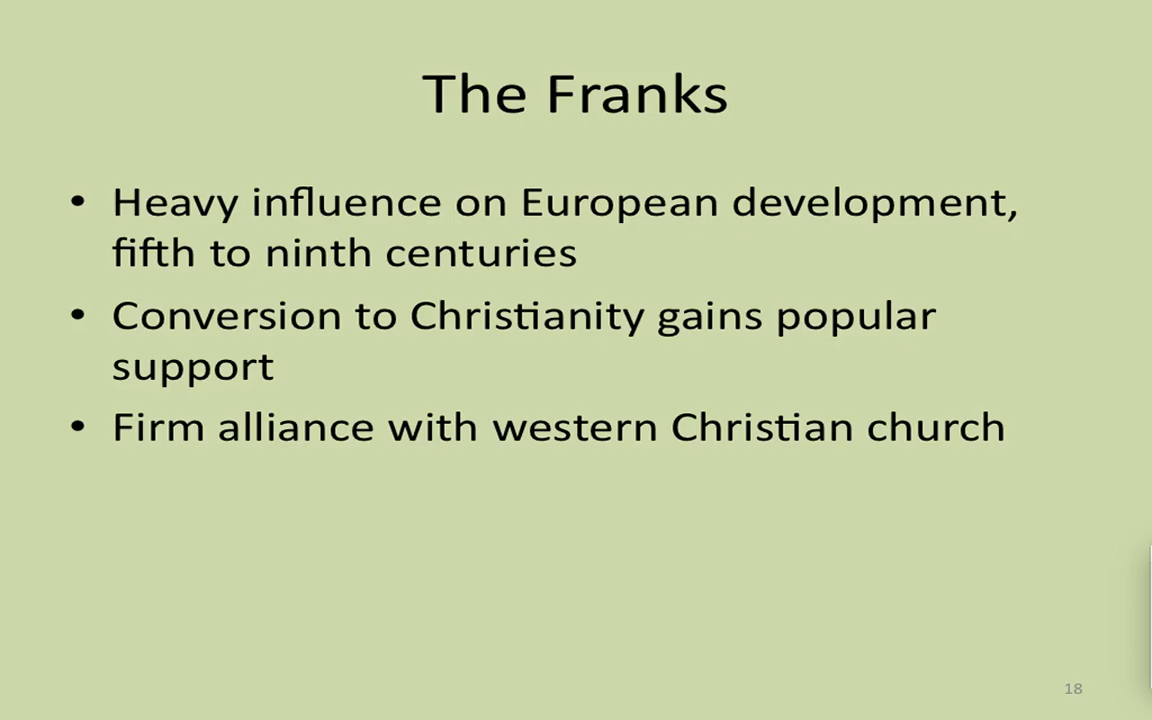 The Franks
• Heavy influence on European development,
fifth to ninth centuries
• Conversion to Christianity gains popular
support
• Firm alliance with western Christian church
18